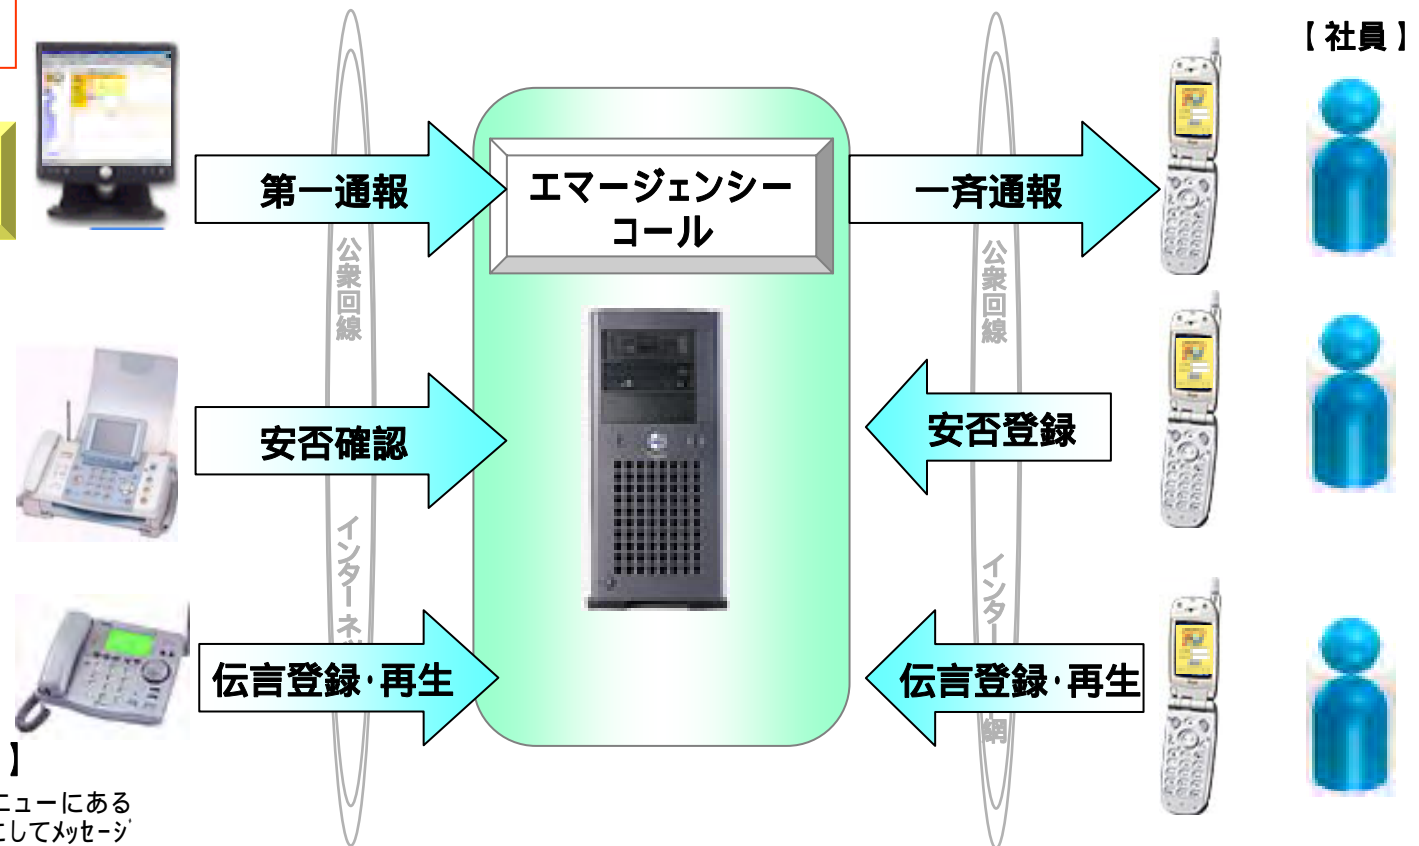 【社員】
第一通報
エマージェンシー
コール
一斉通報
公衆回線
公衆回線
安否確認
安否登録
インターネッ
インター
網
伝言登録・再生
伝言登録・再生
】
ニューにある
にしてメッセージ